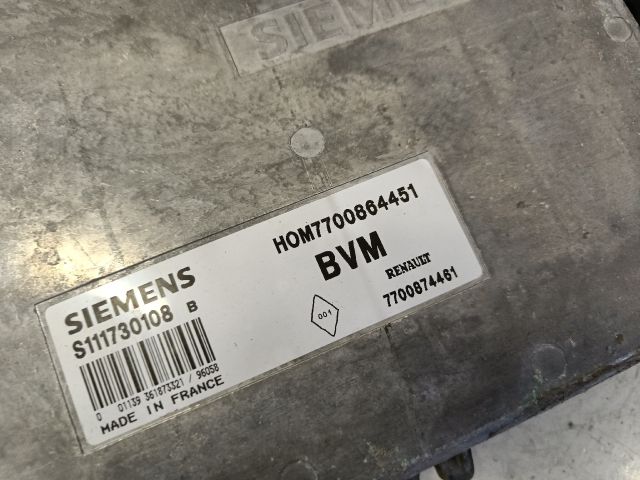 SIEMENS
HOM7700864451
BVM
RENAULT
7700874461
001
SIEMENS
S111730108 B
0 01139 361873321 / 96058
MADE IN FRANCE